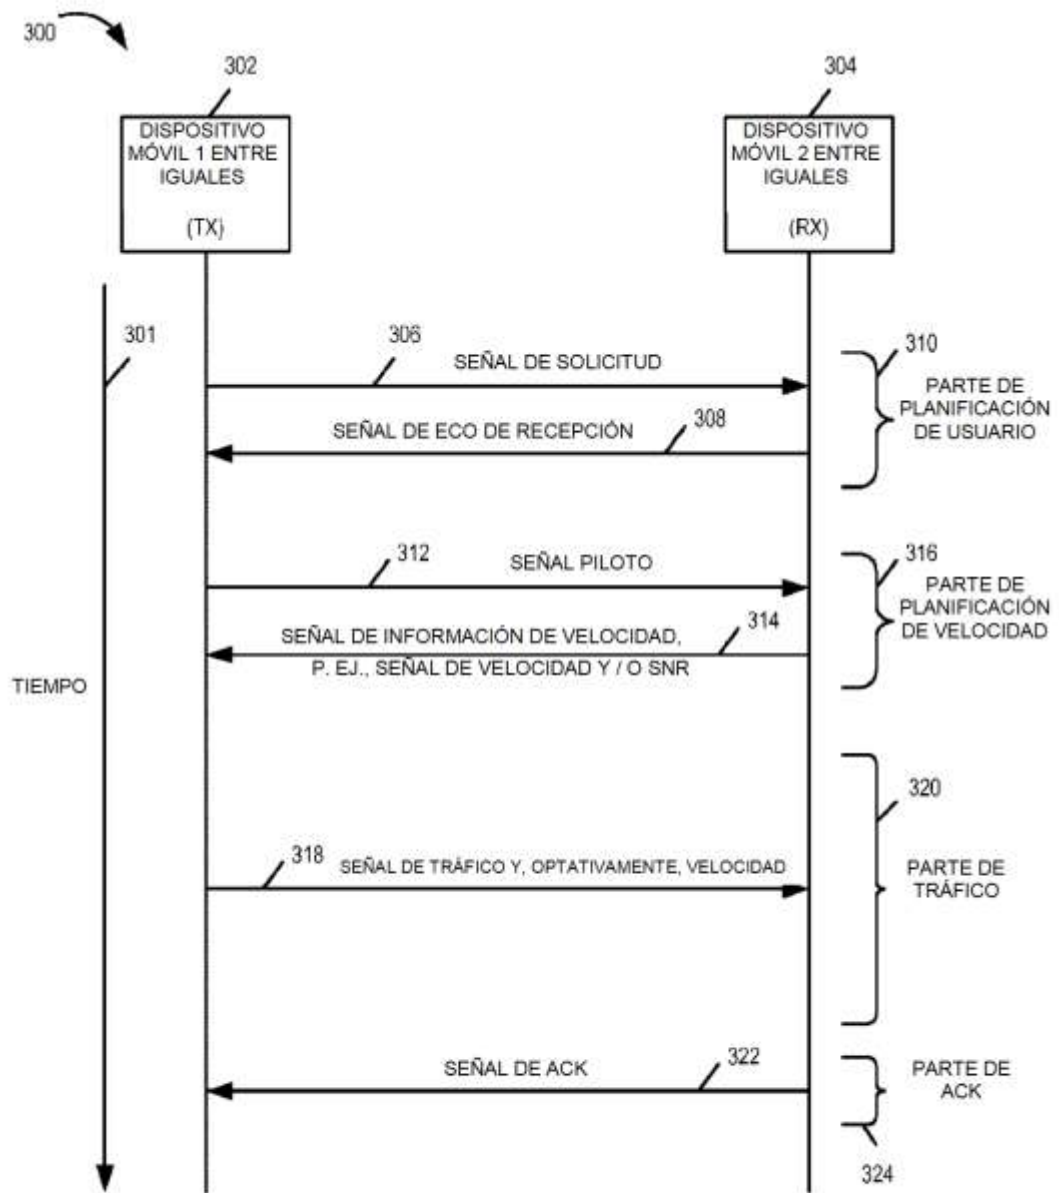 300
302
304
DISPOSITIVO
MÓVIL 1 ENTRE
IGUALES
(TX)
DISPOSITIVO
MÓVIL 2 ENTRE
IGUALES
(RX)
301
306
SEÑAL DE SOLICITUD
310
PARTE DE
PLANIFICACIÓN
DE USUARIO
SEÑAL DE ECO DE RECEPCIÓN
308
312
SEÑAL PILOTO
316
PARTE DE
PLANIFICACIÓN
DE VELOCIDAD
SEÑAL DE INFORMACIÓN DE VELOCIDAD,
P. EJ., SEÑAL DE VELOCIDAD Y / O SNR
314
TIEMPO
320
318
SEÑAL DE TRÁFICO Y, OPTATIVAMENTE, VELOCIDAD
PARTE DE
TRÁFICO
SEÑAL DE ACK
322
PARTE DE
ACK
324